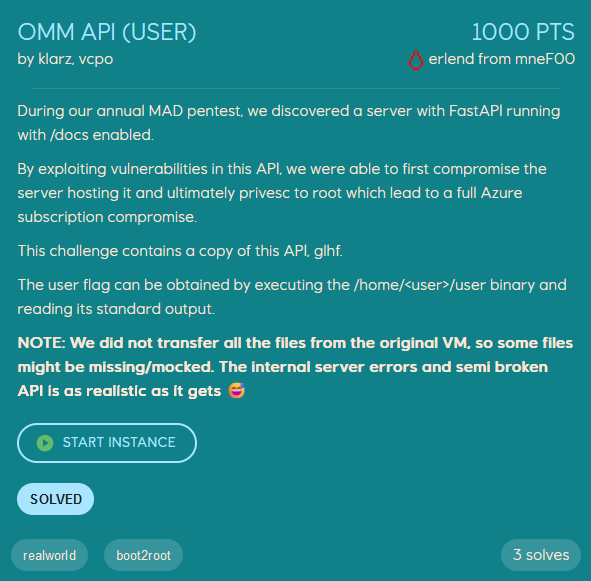 OMM API (USER)
1000 PTS
by klarz, vcpo
erlend from mneF00
During our annual MAD pentest, we discovered a server with FastAPI running
with /docs enabled.
By exploiting vulnerabilities in this API, we were able to first compromise the
server hosting it and ultimately privesc to root which lead to a full Azure
subscription compromise.
This challenge contains a copy of this API, glhf.
The user flag can be obtained by executing the /home/<user>/user binary and
reading its standard output.
NOTE: We did not transfer all the files from the original VM, so some files
might be missing/mocked. The internal server errors and semi broken
API is as realistic as it gets 😅
START INSTANCE
SOLVED
realworld
boot2root
3 solves